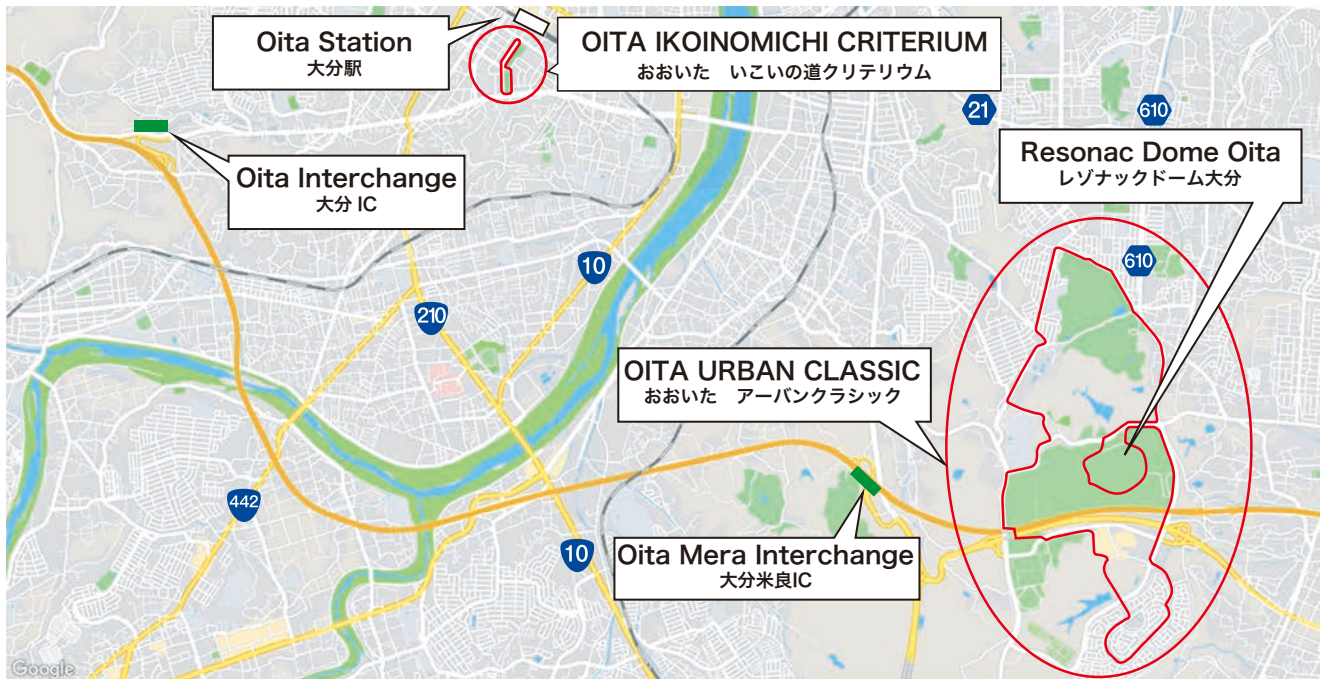 Oita Station
大分駅
OITA IKOINOMICHI CRITERIUM
おおいた　いこいの道クリテリウム
21
610
Resonac Dome Oita
レゾナックドーム大分
Oita Interchange
大分 IC
10
610
210
OITA URBAN CLASSIC
おおいた　アーバンクラシック
442
10
Oita Mera Interchange
大分米良IC
Google